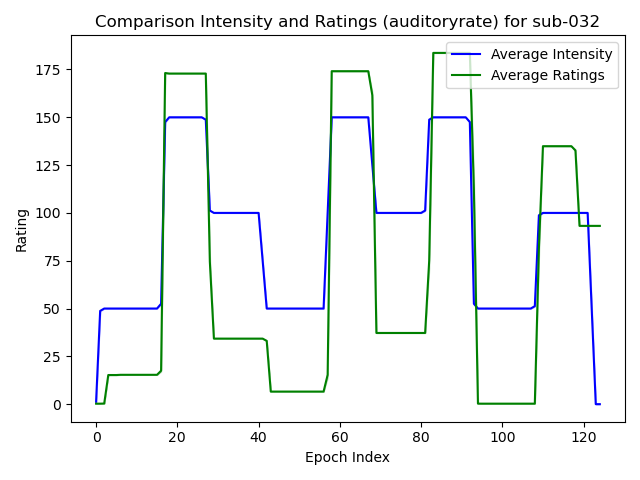 Comparison Intensity and Ratings (auditoryrate) for sub-032
Average Intensity
Average Ratings
Rating
175
150
125
100
75
50
25
0
0 20 40 60 80 100 120
Epoch Index